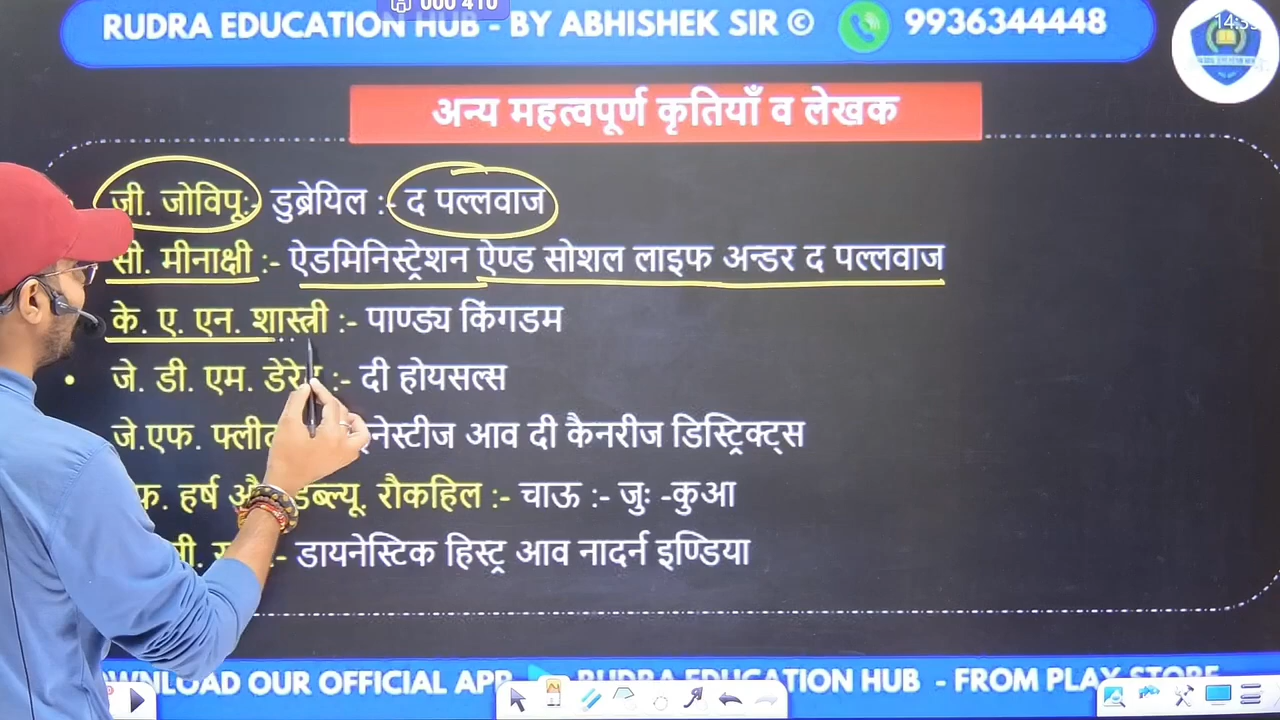 000 410
RUDRA EDUCATION HUB - BY ABHISHEK SIR © 9936344448
अन्य महत्वपूर्ण कृतियाँ व लेखक
जी. जोविपू:- डुब्रेयिल :- द पल्लवाज
सी. मीनाक्षी :- ऐडमिनिस्ट्रेशन ऐण्ड सोशल लाइफ अन्डर द पल्लवाज
के. ए. एन. शास्त्री :- पाण्ड्य किंगडम
• जे. डी. एम. :- दी होयसल्स
जे.एफ. आव दी कैनरीज डिस्ट्रिक्ट्स
हर्ष रौकहिल :- चाऊ :- जुः -कुआ
डायनेस्टिक हिस्ट्र आव नादर्न इण्डिया
OUR OFFICIAL APP RUDRA EDUCATION HUB - FROM PLAY STORE